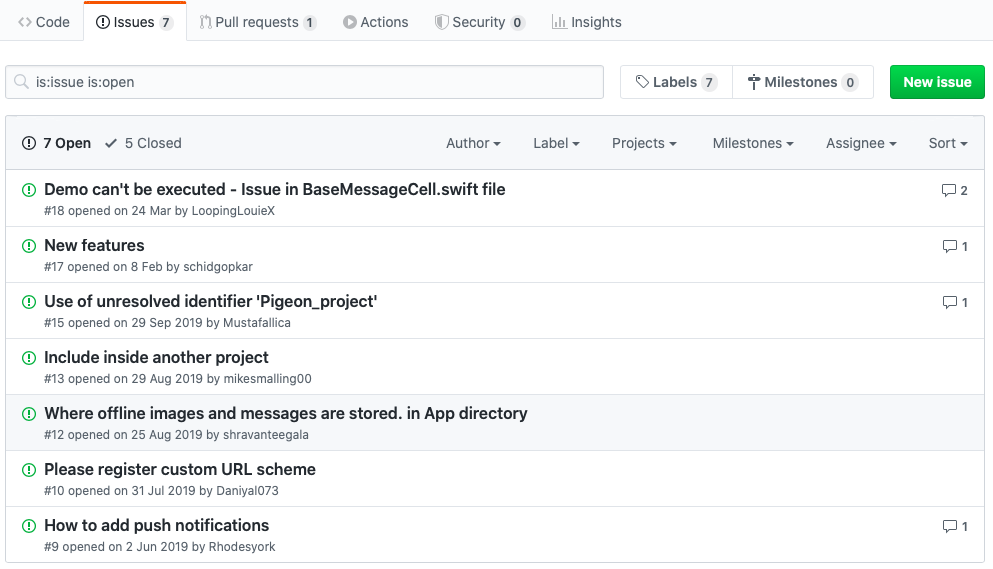 Code Issues 7 Pull requests 1 Actions Security 0 Insights
is:issue is:open Labels 7 Milestones 0 New issue
7 Open 5 Closed Author Label Projects Milestones Assignee Sort
Demo can't be executed - Issue in BaseMessageCell.swift file 2
#18 opened on 24 Mar by LoopingLouieX
New features 1
#17 opened on 8 Feb by schidgopkar
Use of unresolved identifier 'Pigeon_project' 1
#15 opened on 29 Sep 2019 by Mustafallica
Include inside another project
#13 opened on 29 Aug 2019 by mikesmalling00
Where offline images and messages are stored. in App directory
#12 opened on 25 Aug 2019 by shravanteegala
Please register custom URL scheme
#10 opened on 31 Jul 2019 by Daniyal073
How to add push notifications 1
#9 opened on 2 Jun 2019 by Rhodesyork